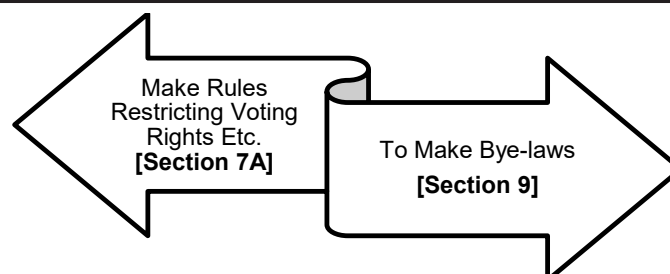 Make Rules
Restricting Voting
Rights Etc.
[Section 7A]
To Make Bye-laws
[Section 9]